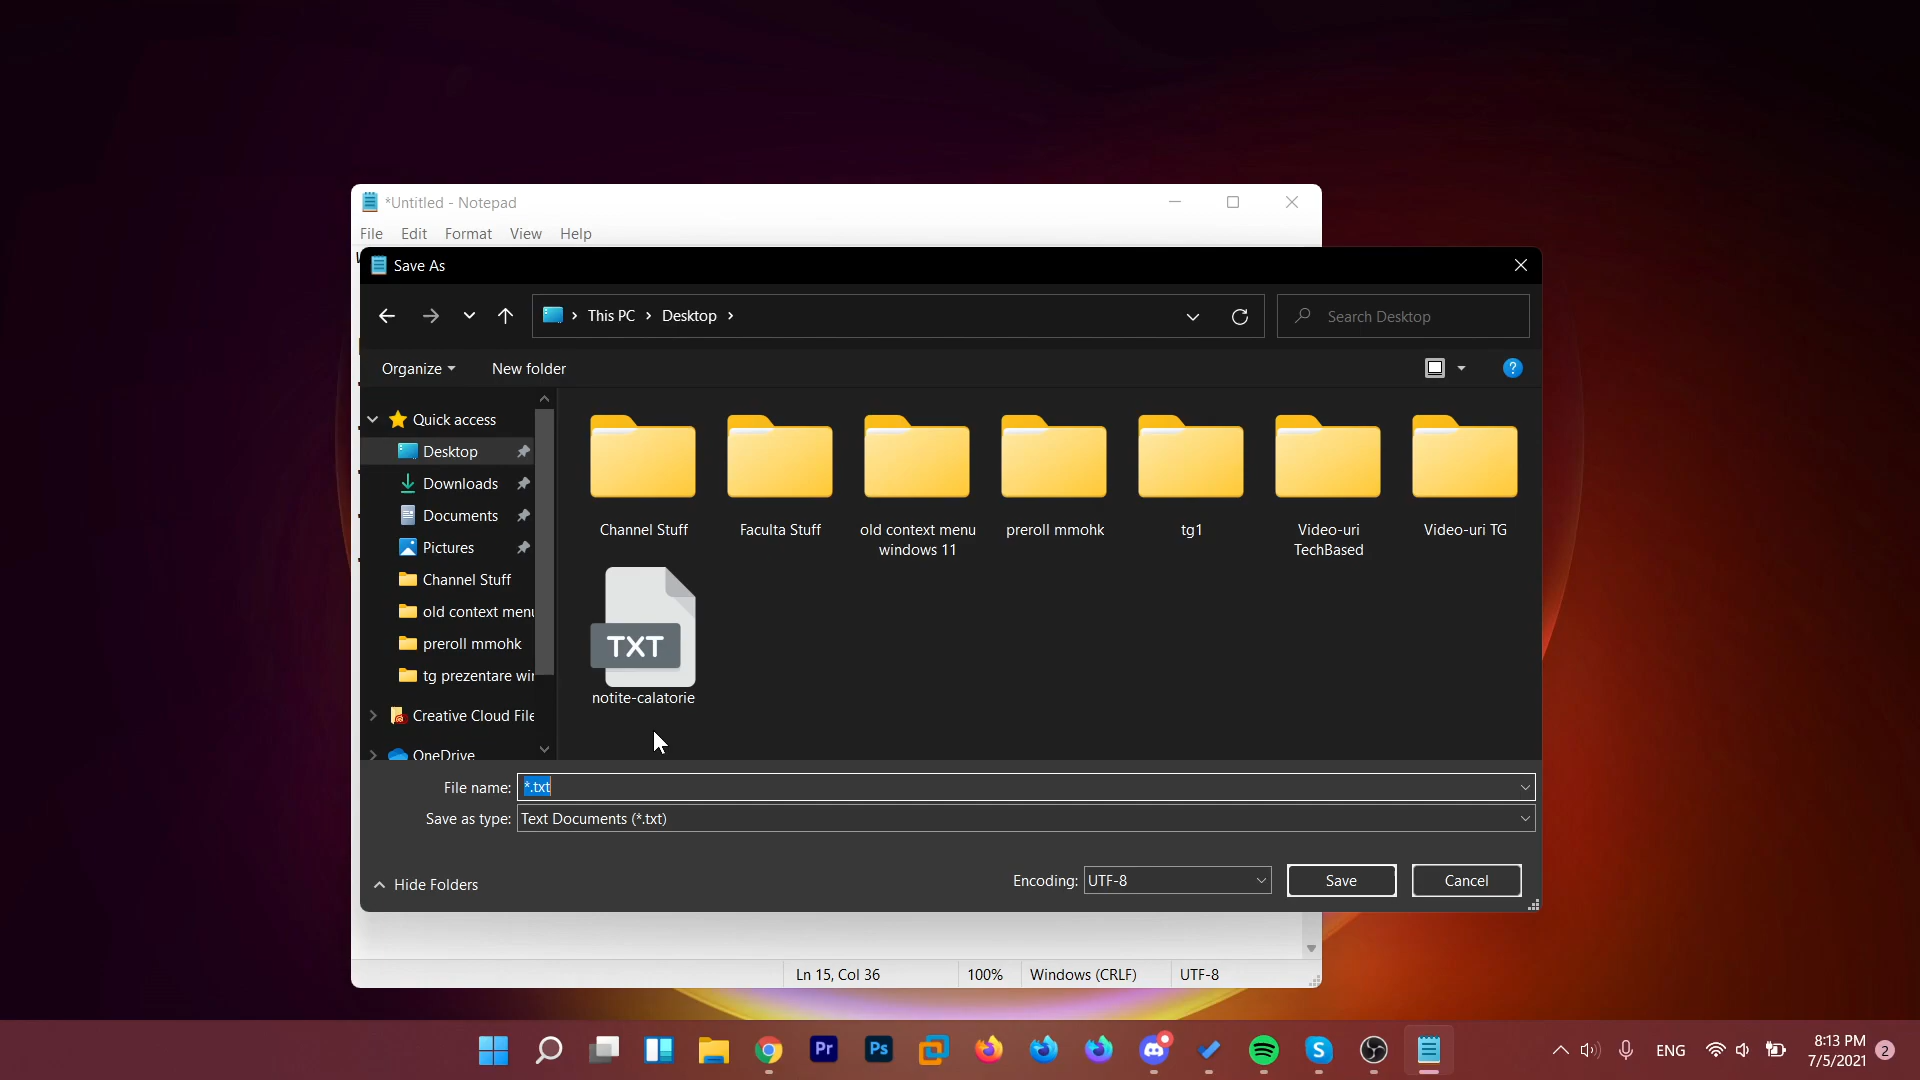 *Untitled - Notepad
File Edit Format View Help
Save As
This PC Desktop
Search Desktop
Organize New folder
Quick access
Desktop
Downloads
Documents
Pictures
Channel Stuff
old context menu
preroll mmohk
tg prezentare wi
Creative Cloud File
OneDrive
Channel Stuff
Faculta Stuff
old context menu
windows 11
preroll mmohk
tg1
Video-uri
TechBased
Video-uri TG
TXT
notite-calatorie
File name: *.txt
Save as type: Text Documents (*.txt)
Hide Folders
Encoding: UTF-8 Save Cancel
Ln 15, Col 36 100% Windows (CRLF) UTF-8
Pr Ps
ENG
8:13 PM
7/5/2021
2